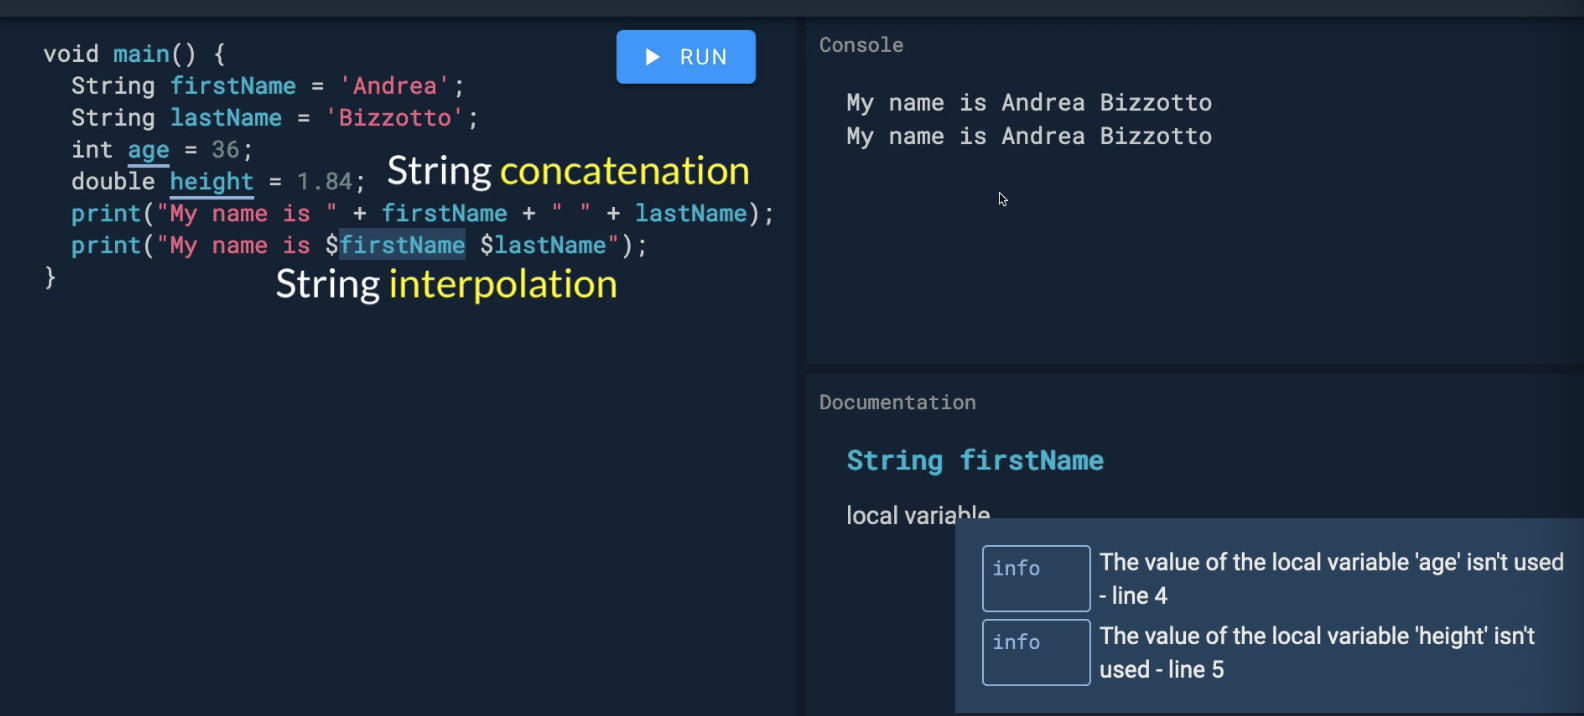 void main() {
String firstName = 'Andrea';
String lastName = 'Bizzotto';
int age = 36;
double height = 1.84;
String concatenation
print("My name is " + firstName + " " + lastName);
print("My name is $firstName $lastName");
}
String interpolation
RUN
Console
My name is Andrea Bizzotto
My name is Andrea Bizzotto
Documentation
String firstName
local variable
info
The value of the local variable 'age' isn't used
- line 4
info
The value of the local variable 'height' isn't
used - line 5